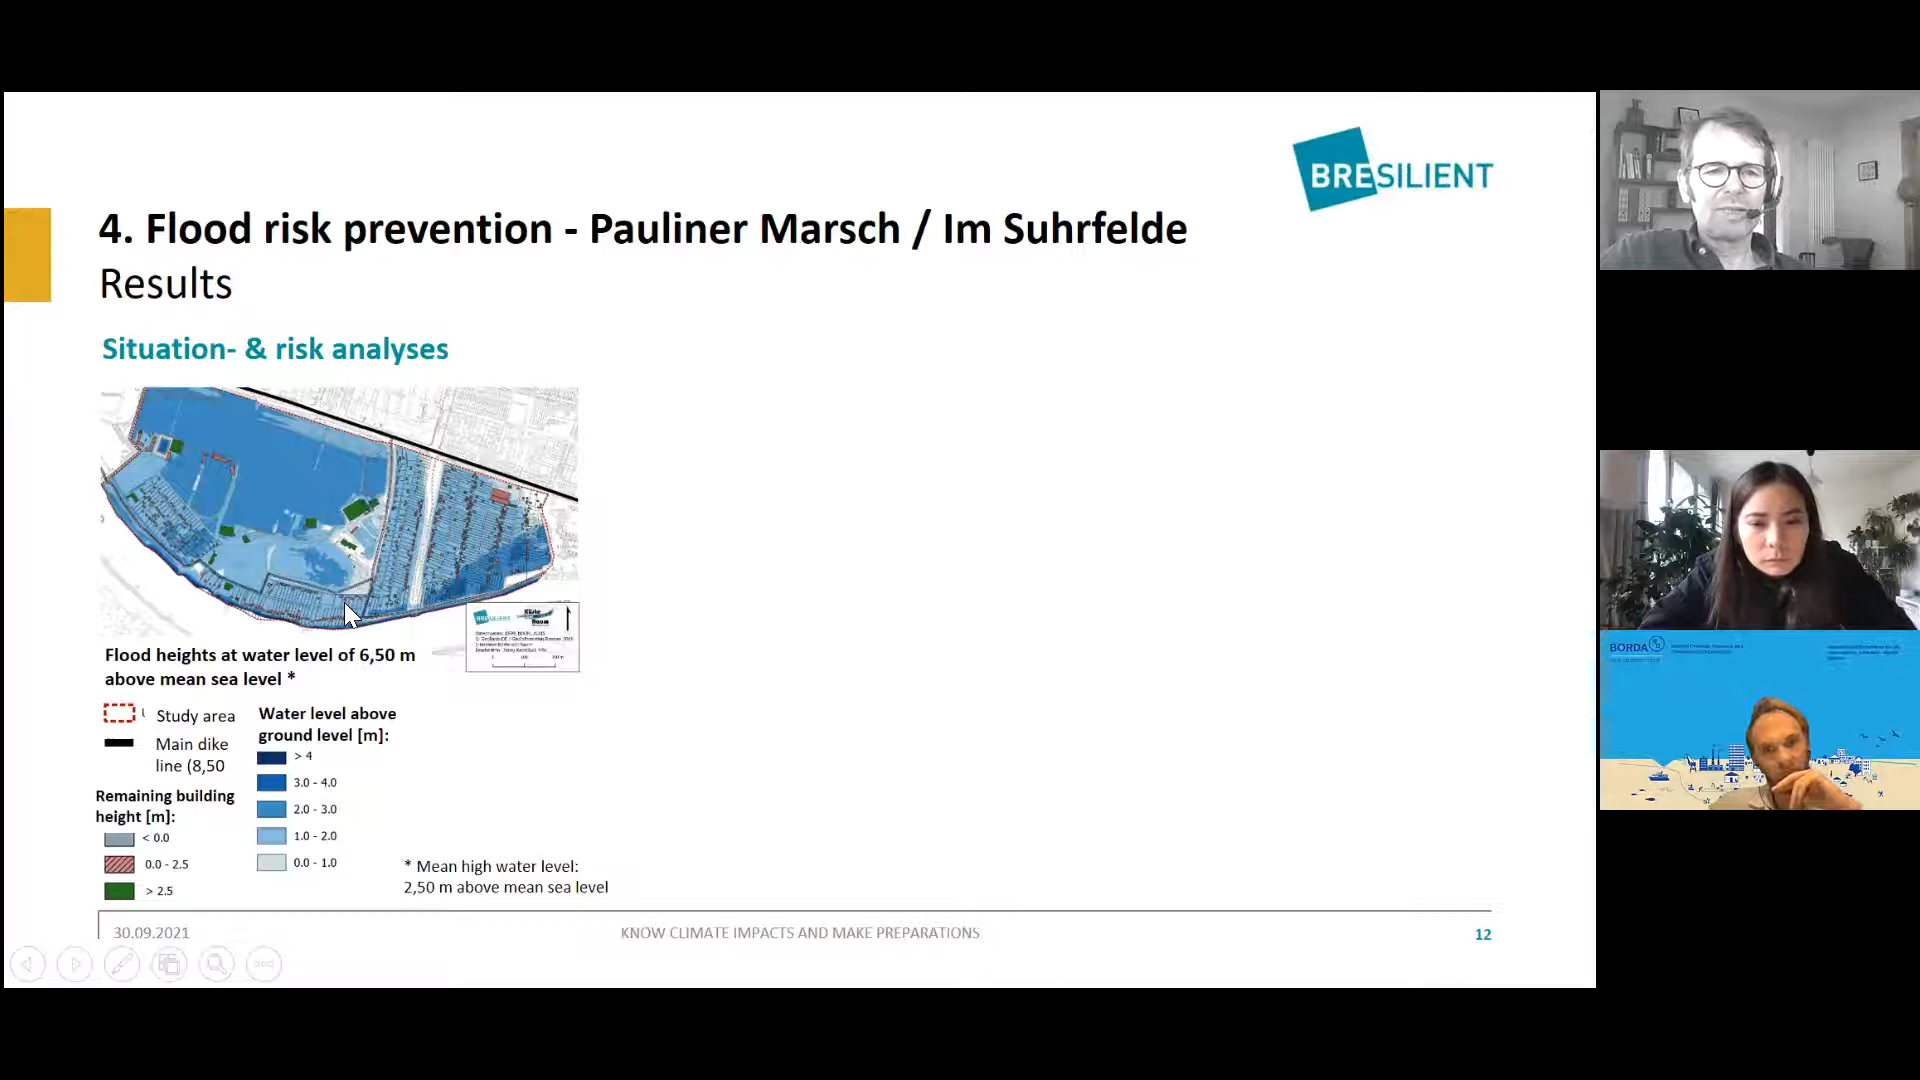 BRESILIENT
4. Flood risk prevention - Pauliner Marsch / Im Suhrfelde
Results
Situation- & risk analyses
BRESILIENT
Küste
Raum
Flood heights at water level of 6,50 m
above mean sea level *
Study area
Main dike
line (8,50
Remaining building
height [m]:
< 0.0
0.0 - 2.5
> 2.5
Water level above
ground level [m]:
> 4
3.0 - 4.0
2.0 - 3.0
1.0 - 2.0
0.0 - 1.0
* Mean high water level:
2,50 m above mean sea level
30.09.2021
KNOW CLIMATE IMPACTS AND MAKE PREPARATIONS
12
BORDA